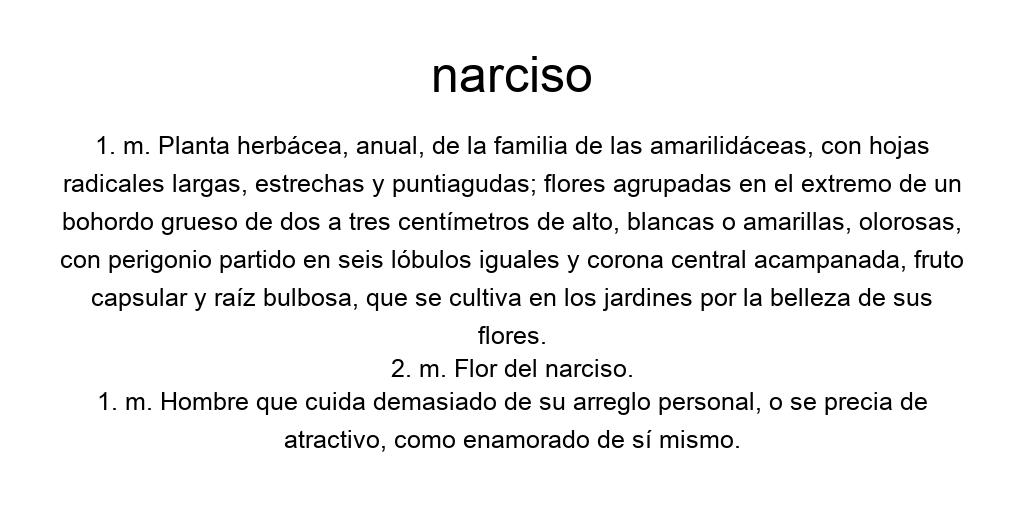 narciso
1. m. Planta herbácea, anual, de la familia de las amarilidáceas, con hojas
radicales largas, estrechas y puntiagudas; flores agrupadas en el extremo de un
bohordo grueso de dos a tres centímetros de alto, blancas o amarillas, olorosas,
con perigonio partido en seis lóbulos iguales y corona central acampanada, fruto
capsular y raíz bulbosa, que se cultiva en los jardines por la belleza de sus
flores.
2. m. Flor del narciso.
1. m. Hombre que cuida demasiado de su arreglo personal, o se precia de
atractivo, como enamorado de sí mismo.